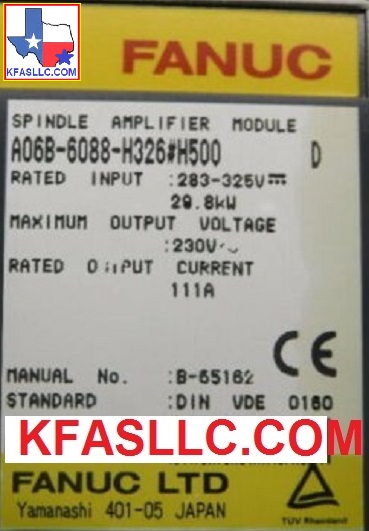 KFASLLC.COM
FANUC
SPINDLE AMPLIFIER MODULE
A06B-6088-H326#H500 D
RATED INPUT :283-325V
29.8kW
MAXIMUM OUTPUT VOLTAGE
:230V~
RATED OUTPUT CURRENT
111A
CE
MANUAL No. :B-65162
STANDARD :DIN VDE 0160
KFASLLC.COM
FANUC LTD
Yamanashi 401-05 JAPAN
TUV Rheinland